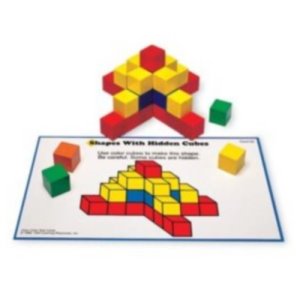 Shapes With Hidden Cubes
Use color cubes to make this shape.
Be careful. Some cubes are hidden.